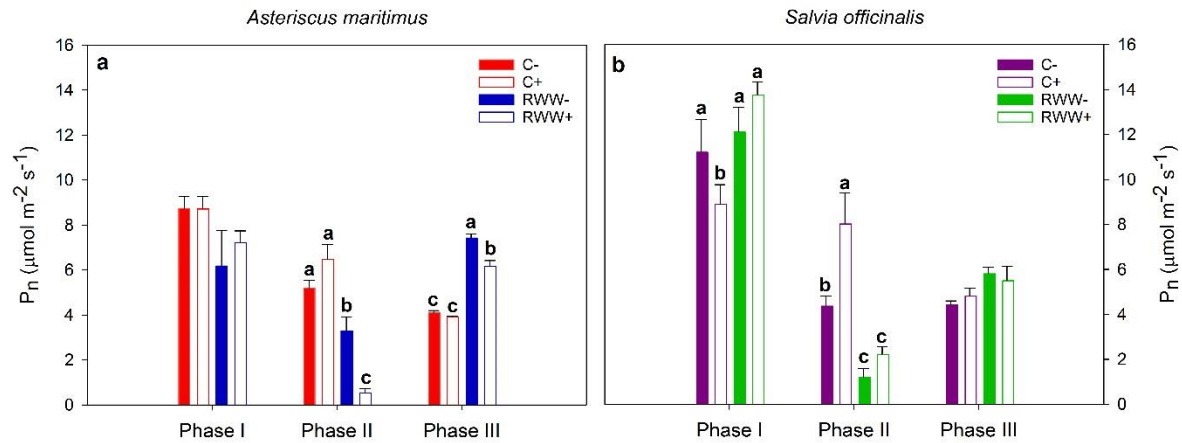 Asteriscus maritimus
Salvia officinalis
16
14
12
10
8
6
4
2
0
Pn (μmol m-2 s-1)
a
C-
C+
RWW-
RWW+
a
a
b
c
c
c
a
b
Phase I
Phase II
Phase III
b
C-
C+
RWW-
RWW+
a
b
a
a
b
a
c
c
Phase I
Phase II
Phase III
16
14
12
10
8
6
4
2
0
Pn (μmol m-2 s-1)